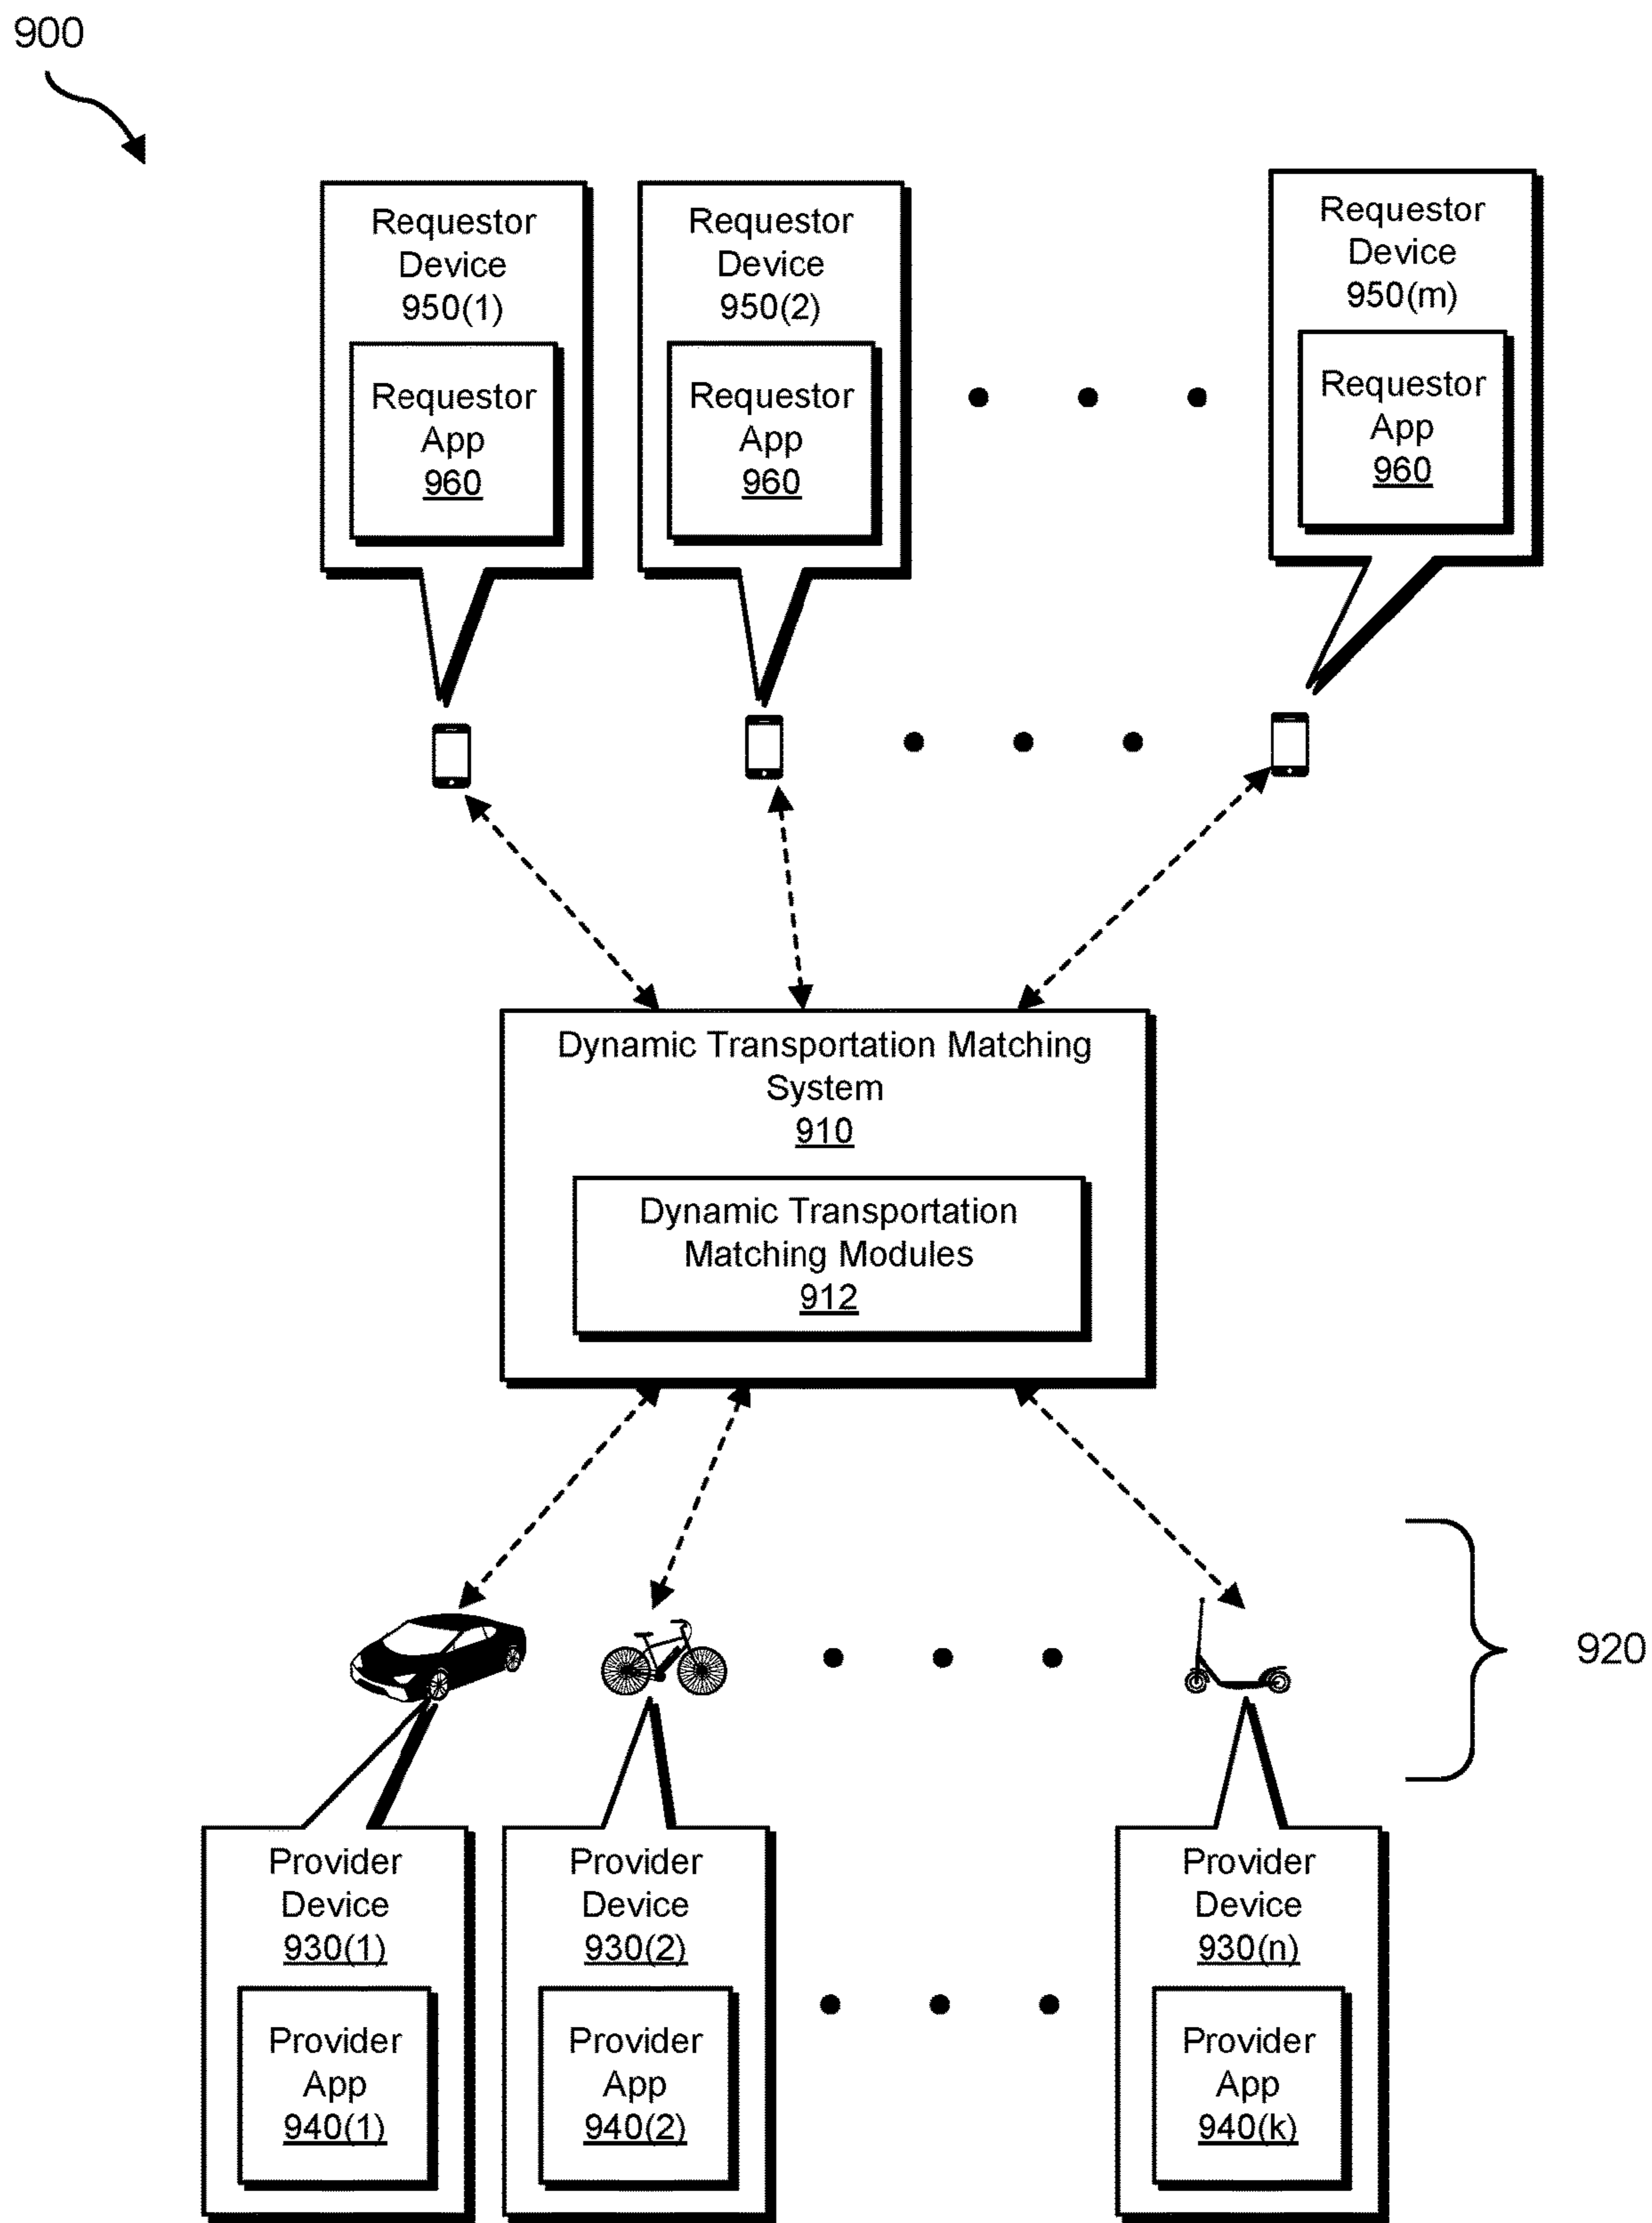 900
Requestor
Device
950(1)
Requestor
App
960
Requestor
Device
950(2)
Requestor
App
960
Requestor
Device
950(m)
Requestor
App
960
Dynamic Transportation Matching
System
910
Dynamic Transportation
Matching Modules
912
920
Provider
Device
930(1)
Provider
App
940(1)
Provider
Device
930(2)
Provider
App
940(2)
Provider
Device
930(n)
Provider
App
940(k)